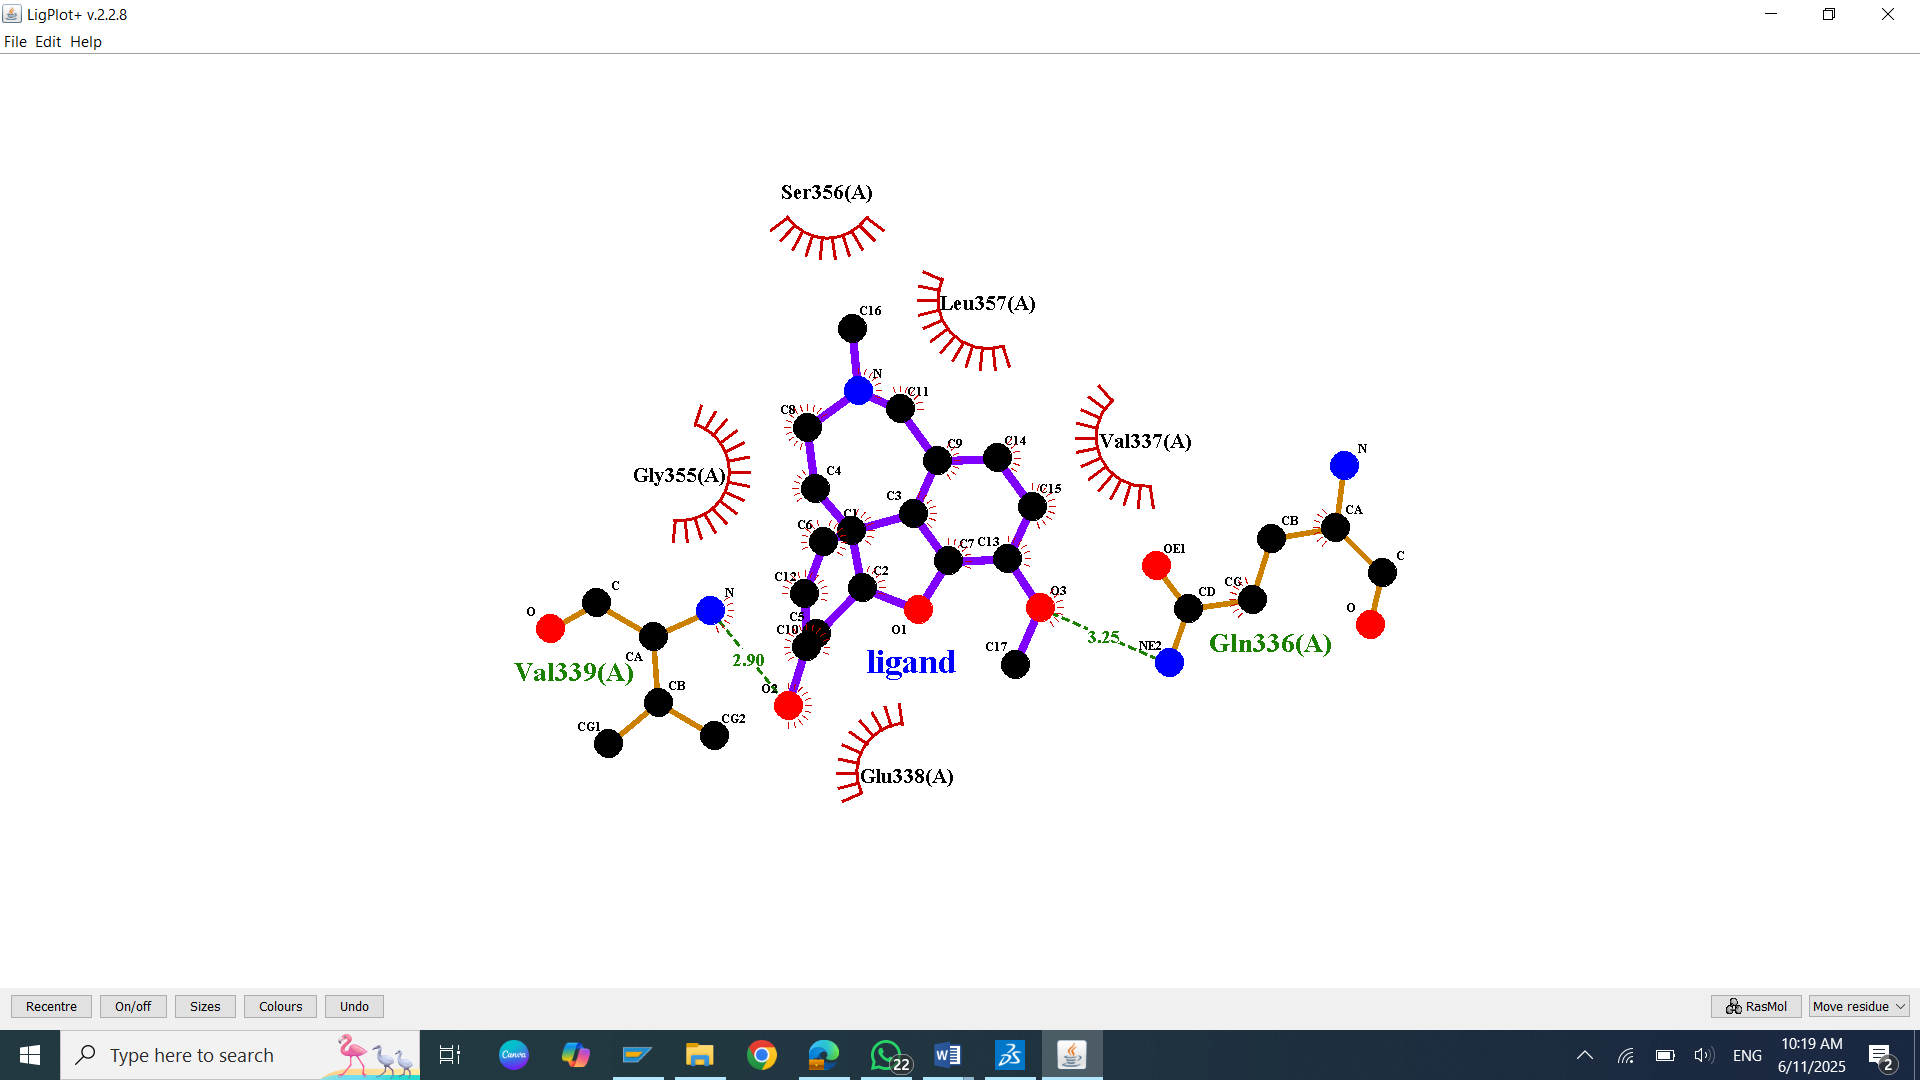 LigPlot+ v.2.2.8
File Edit Help
Ser356(A)
Leu357(A)
C16
N
C11
C8
Val337(A)
C9
C14
N
Gly355(A)
C4
C15
C3
CA
C1
CB
C6
C7
C13
OE1
C
C2
C12
CG
C
N
O3
CD
O
O
C5
C10
O1
3.25
NE2
Gln336(A)
CA
2.90
C17
ligand
Val339(A)
CB
O2
CG2
CG1
Glu338(A)
Recentre On/off Sizes Colours Undo RasMol Move residue
Type here to search
Canva
22
ENG
10:19 AM
6/11/2025
2